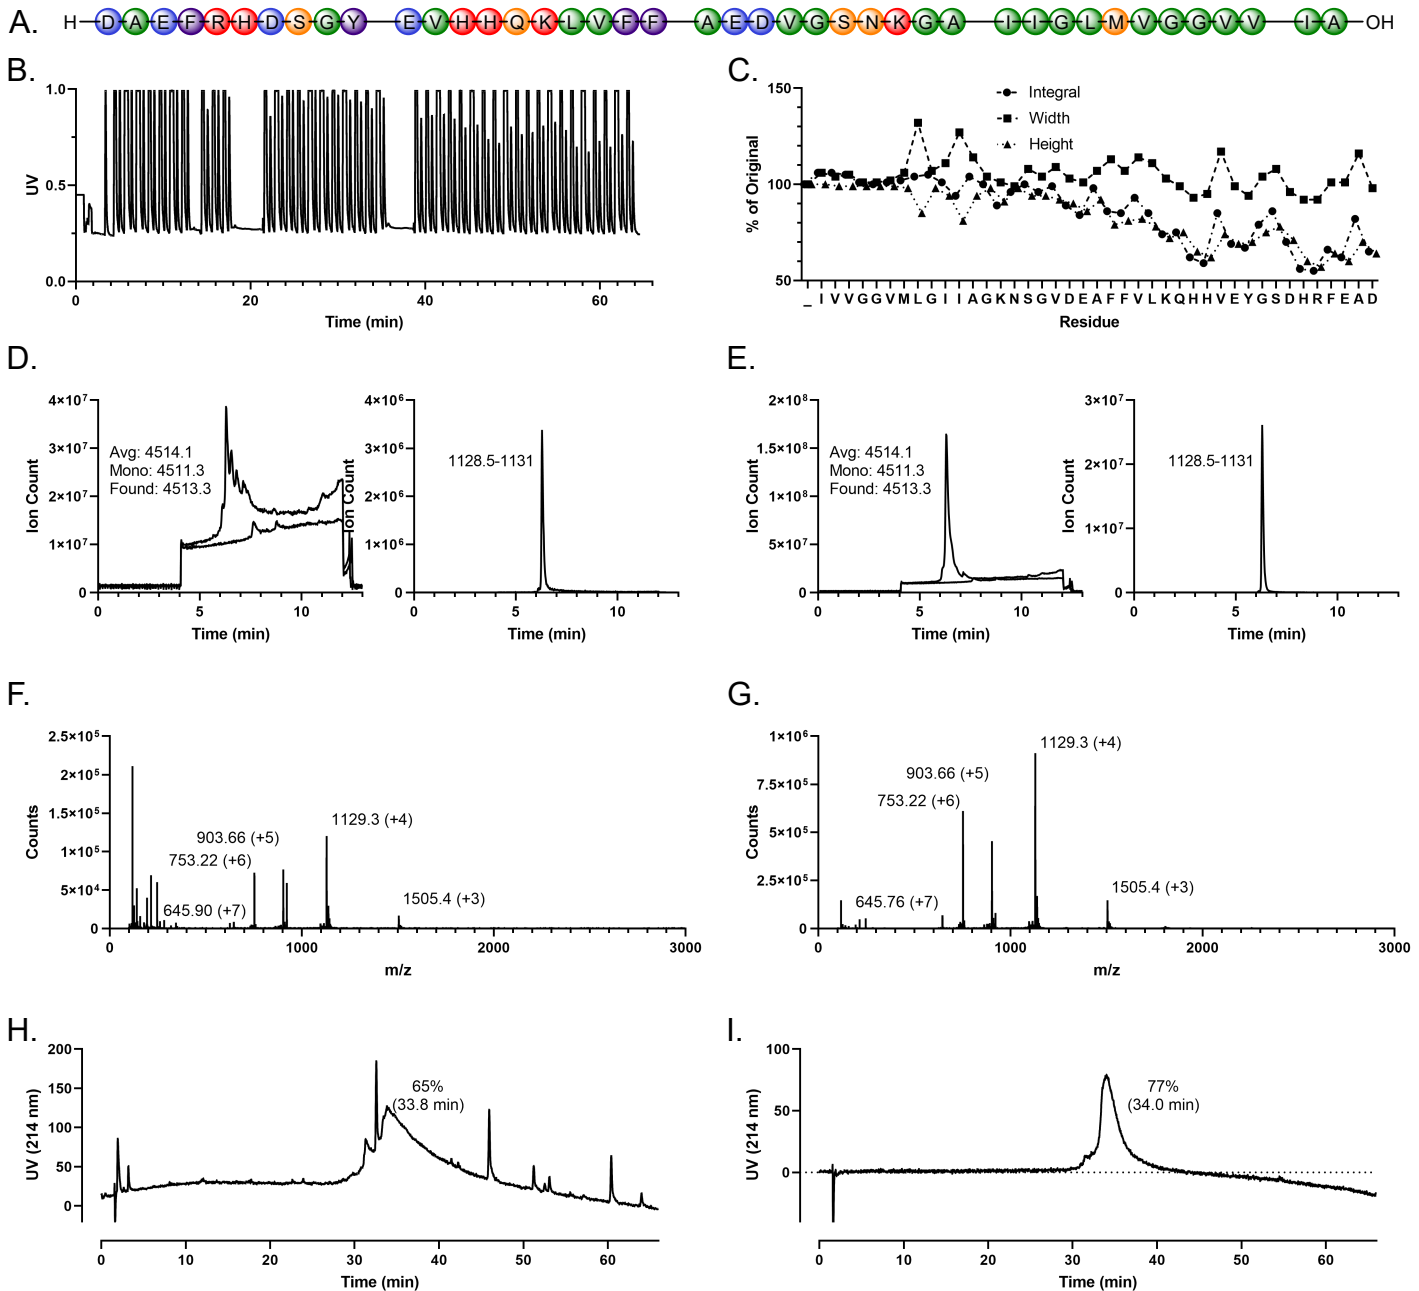 A. H D A E F R H D S G Y E V H H Q K L V F F A E D V G S N K G A I I G L M V G G V V I A OH
B.
UV
1.0
0.5
0.0
0 20 40 60
Time (min)
C.
% of Original
150
100
50
Integral
Width
Height
_ I V V G G V M L G I I A G K N S G V D E A F F V L K Q H H V E Y G S D H R F E A D
Residue
D.
Ion Count
4×10⁷
3×10⁷
2×10⁷
1×10⁷
0
Avg: 4514.1
Mono: 4511.3
Found: 4513.3
0 5 10
Time (min)
Ion Count
4×10⁶
3×10⁶
2×10⁶
1×10⁶
0
1128.5-1131
0 5 10
Time (min)
E.
Ion Count
2×10⁸
1.5×10⁸
1×10⁸
5×10⁷
0
Avg: 4514.1
Mono: 4511.3
Found: 4513.3
0 5 10
Time (min)
Ion Count
3×10⁷
2×10⁷
1×10⁷
0
1128.5-1131
0 5 10
Time (min)
F.
Counts
2.5×10⁵
2×10⁵
1.5×10⁵
1×10⁵
5×10⁴
0
1129.3 (+4)
903.66 (+5)
753.22 (+6)
645.90 (+7)
1505.4 (+3)
0 1000 2000 3000
m/z
G.
Counts
1×10⁶
7.5×10⁵
5×10⁵
2.5×10⁵
0
1129.3 (+4)
903.66 (+5)
753.22 (+6)
645.76 (+7)
1505.4 (+3)
0 1000 2000 3000
m/z
H.
UV (214 nm)
200
150
100
50
0
65%
(33.8 min)
0 10 20 30 40 50 60
Time (min)
I.
UV (214 nm)
100
50
0
77%
(34.0 min)
0 10 20 30 40 50 60
Time (min)